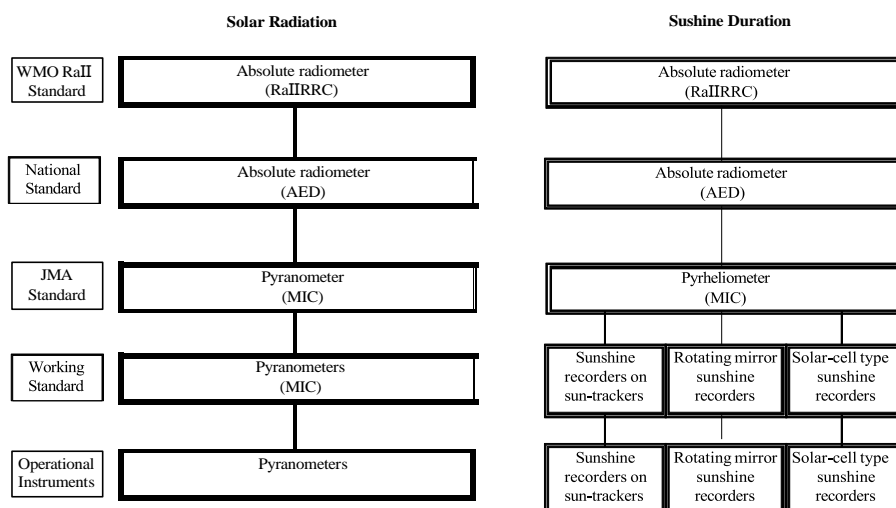 Solar Radiation
Sushine Duration
WMO RaⅡ
Standard
Absolute radiometer
(RaⅡRRC)
Absolute radiometer
(RaⅡRRC)
National
Standard
Absolute radiometer
(AED)
Absolute radiometer
(AED)
JMA
Standard
Pyranometer
(MIC)
Pyrheliometer
(MIC)
Working
Standard
Pyranometers
(MIC)
Sunshine
recorders on
sun-trackers
Rotating mirror
sunshine
recorders
Solar-cell type
sunshine
recorders
Operational
Instruments
Pyranometers
Sunshine
recorders on
sun-trackers
Rotating mirror
sunshine
recorders
Solar-cell type
sunshine
recorders